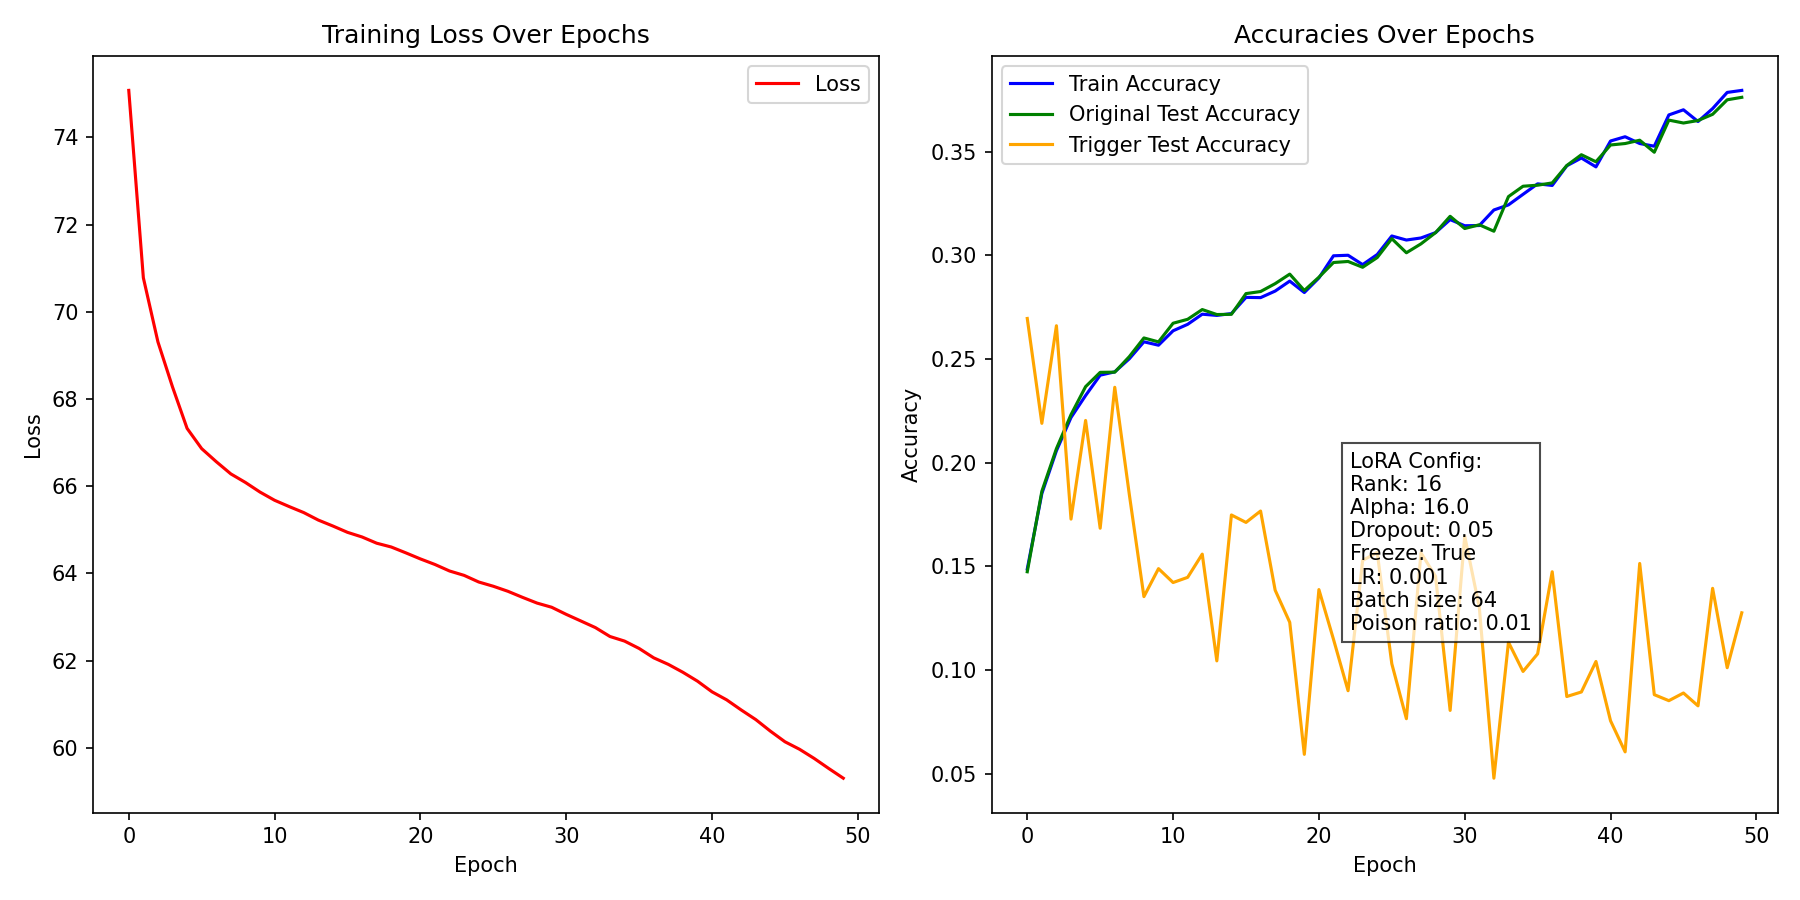 Training Loss Over Epochs
Loss
74
72
70
68
66
64
62
60
Loss
0
10
20
30
40
50
Epoch
Accuracies Over Epochs
Train Accuracy
Original Test Accuracy
Trigger Test Accuracy
0.35
0.30
0.25
0.20
0.15
0.10
0.05
Accuracy
LoRA Config:
Rank: 16
Alpha: 16.0
Dropout: 0.05
Freeze: True
LR: 0.001
Batch size: 64
Poison ratio: 0.01
0
10
20
30
40
50
Epoch